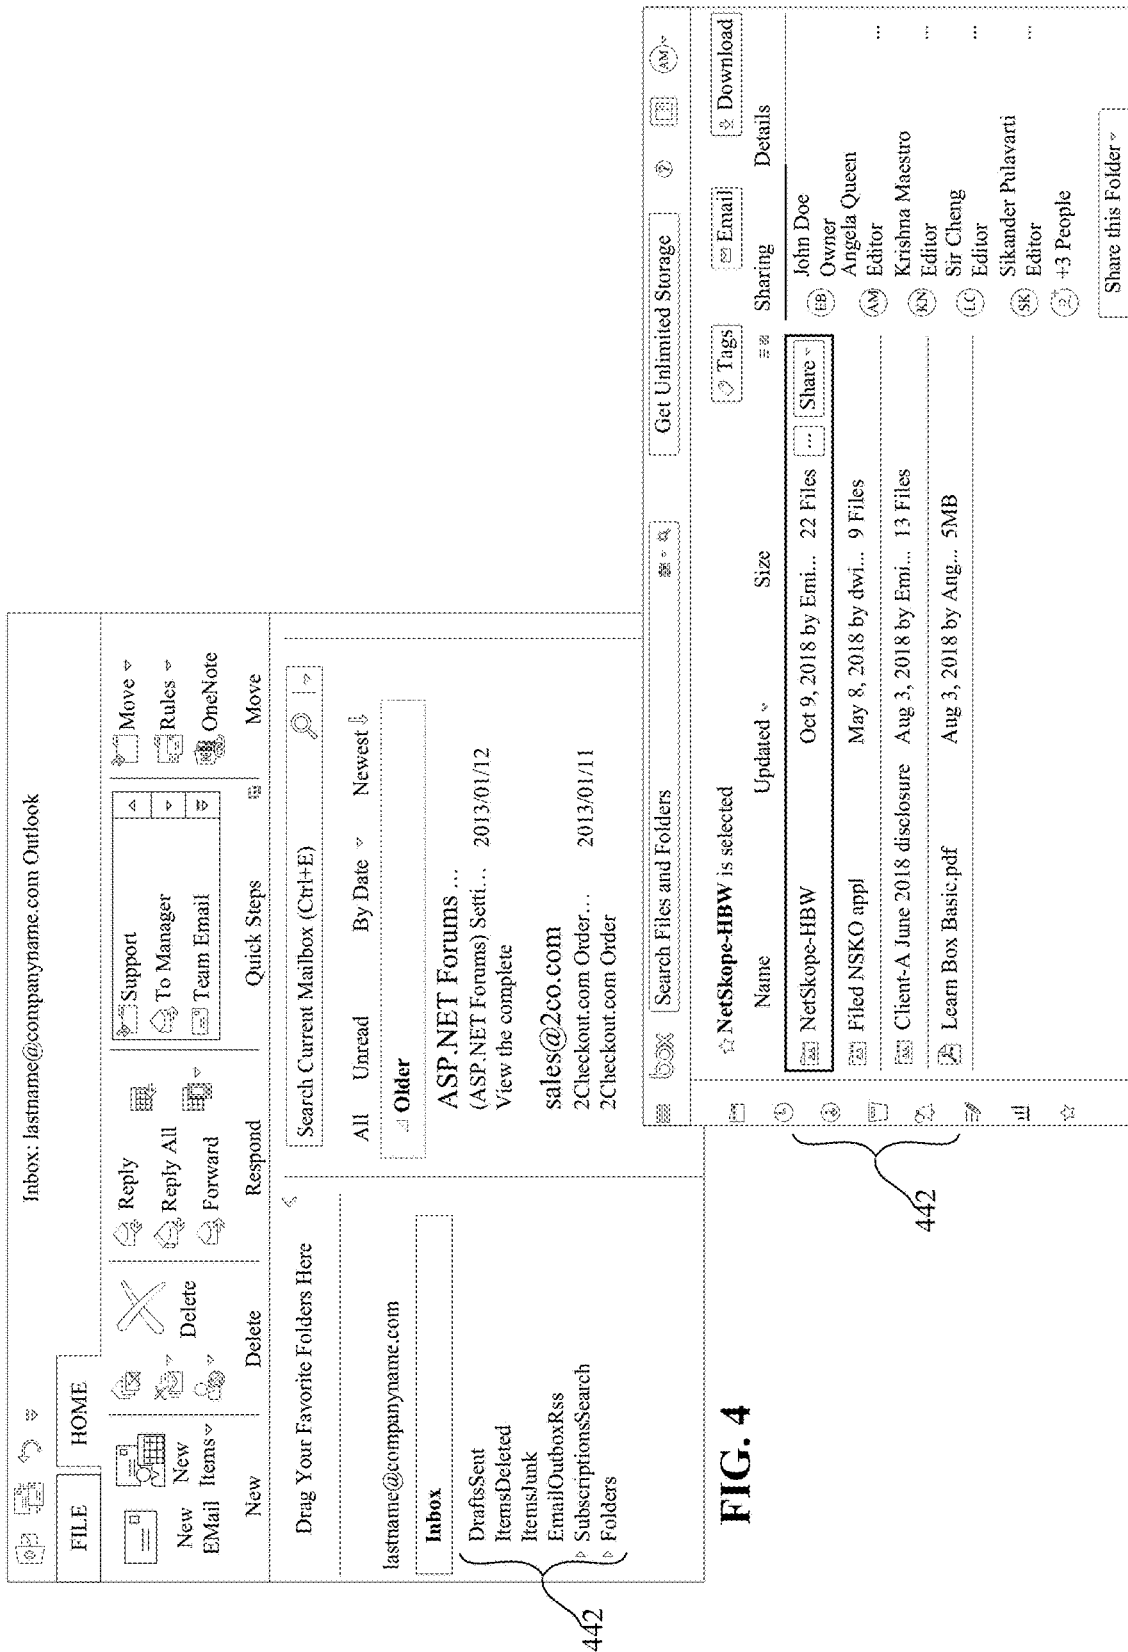 Inbox: lastname@companyname.com Outlook
FILE HOME
New EMail
New Items
New
Delete
Delete
Reply
Reply All
Forward
Respond
Support
To Manager
Team Email
Quick Steps
Move
Rules
OneNote
Move
Drag Your Favorite Folders Here
lastname@companyname.com
Inbox
DraftsSent
ItemsDeleted
ItemsJunk
EmailOutboxRss
SubscriptionsSearch
Folders
442
Search Current Mailbox (Ctrl+E)
All Unread By Date Newest
Older
ASP.NET Forums ...
(ASP.NET Forums) Setti... 2013/01/12
View the complete
sales@2co.com
2Checkout.com Order... 2013/01/11
2Checkout.com Order
box Search Files and Folders Get Unlimited Storage ? AM
NetSkope-HBW is selected Tags Email Download
Name Updated Size Sharing Details
NetSkope-HBW Oct 9, 2018 by Emi... 22 Files ... Share
Filed NSKO appl May 8, 2018 by dwi... 9 Files
Client-A June 2018 disclosure Aug 3, 2018 by Emi... 13 Files
Learn Box Basic.pdf Aug 3, 2018 by Ang... 5MB
John Doe
EB Owner
Angela Queen
AM Editor ...
Krishna Maestro
KN Editor ...
Sir Cheng
LC Editor ...
Sikander Pulavarti
SK Editor ...
+3 People
Share this Folder
442
FIG. 4